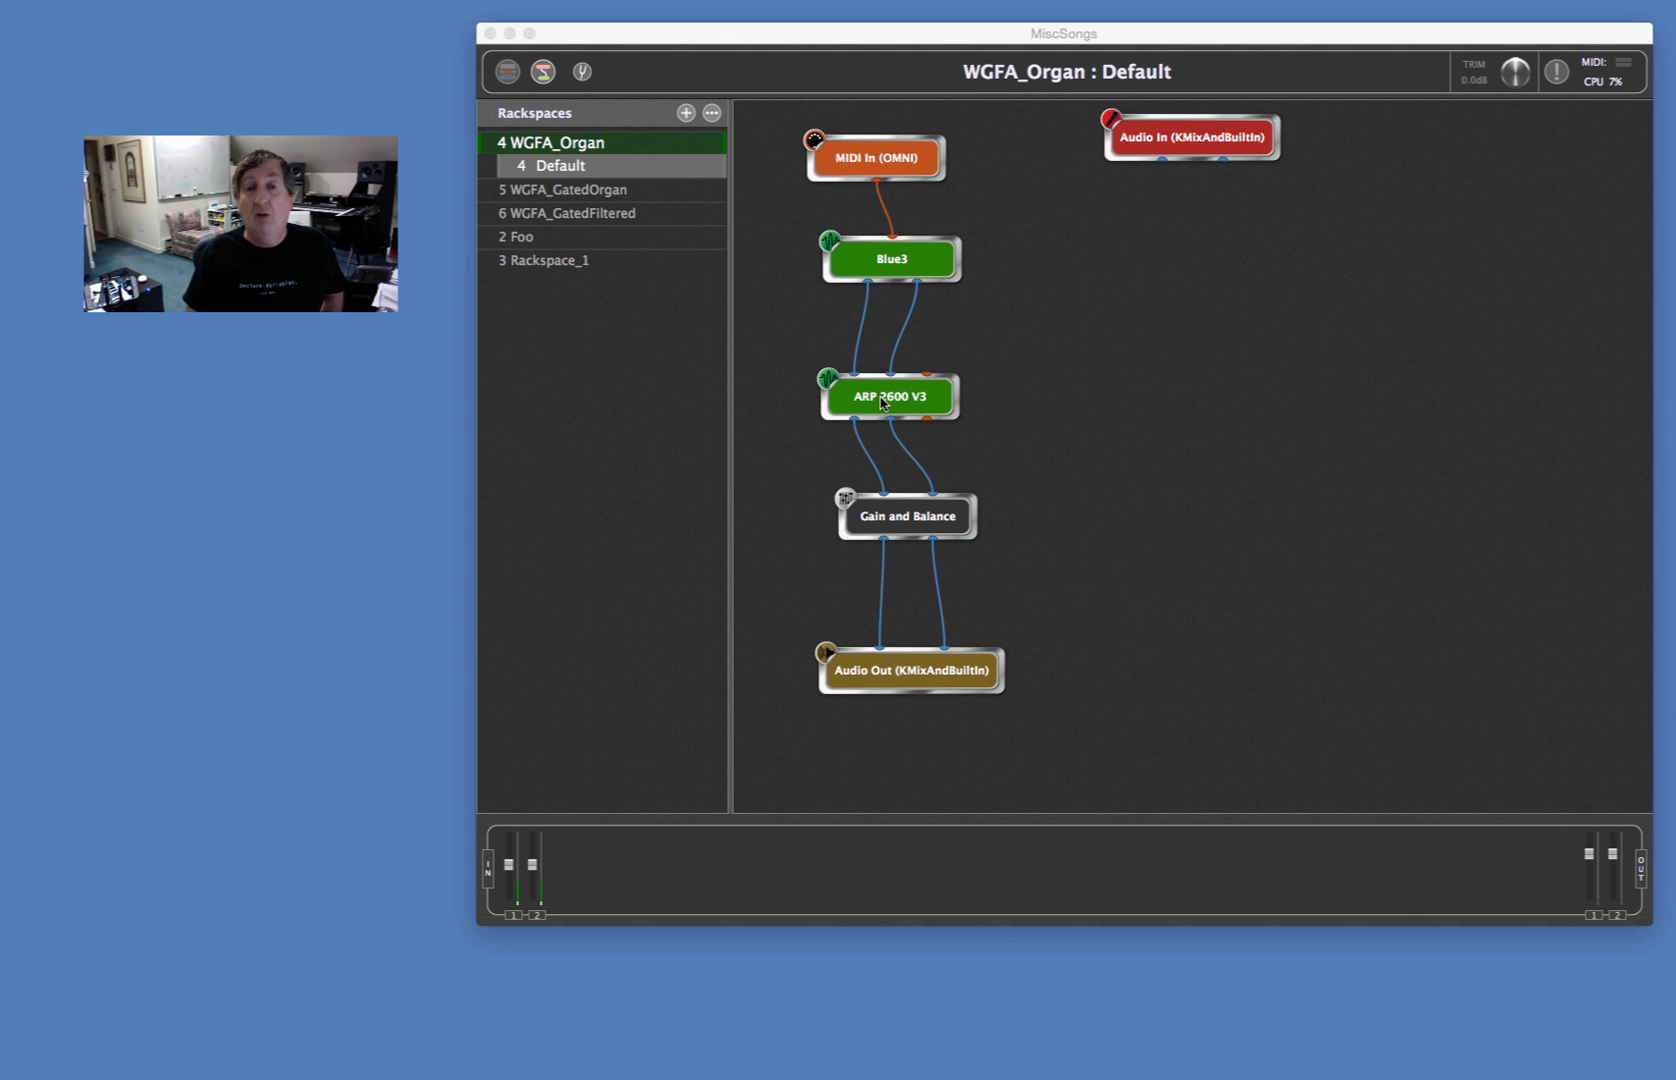 MiscSongs
WGFA_Organ : Default
TRIM
0.0dB
MIDI:
CPU 7%
Rackspaces
4 WGFA_Organ
4 Default
5 WGFA_GatedOrgan
6 WGFA_GatedFiltered
2 Foo
3 Rackspace_1
MIDI In (OMNI)
Audio In (KMixAndBuiltIn)
Blue3
ARP 2600 V3
Gain and Balance
Audio Out (KMixAndBuiltIn)
IN
1 2
OUT
1 2
Declare Variables,